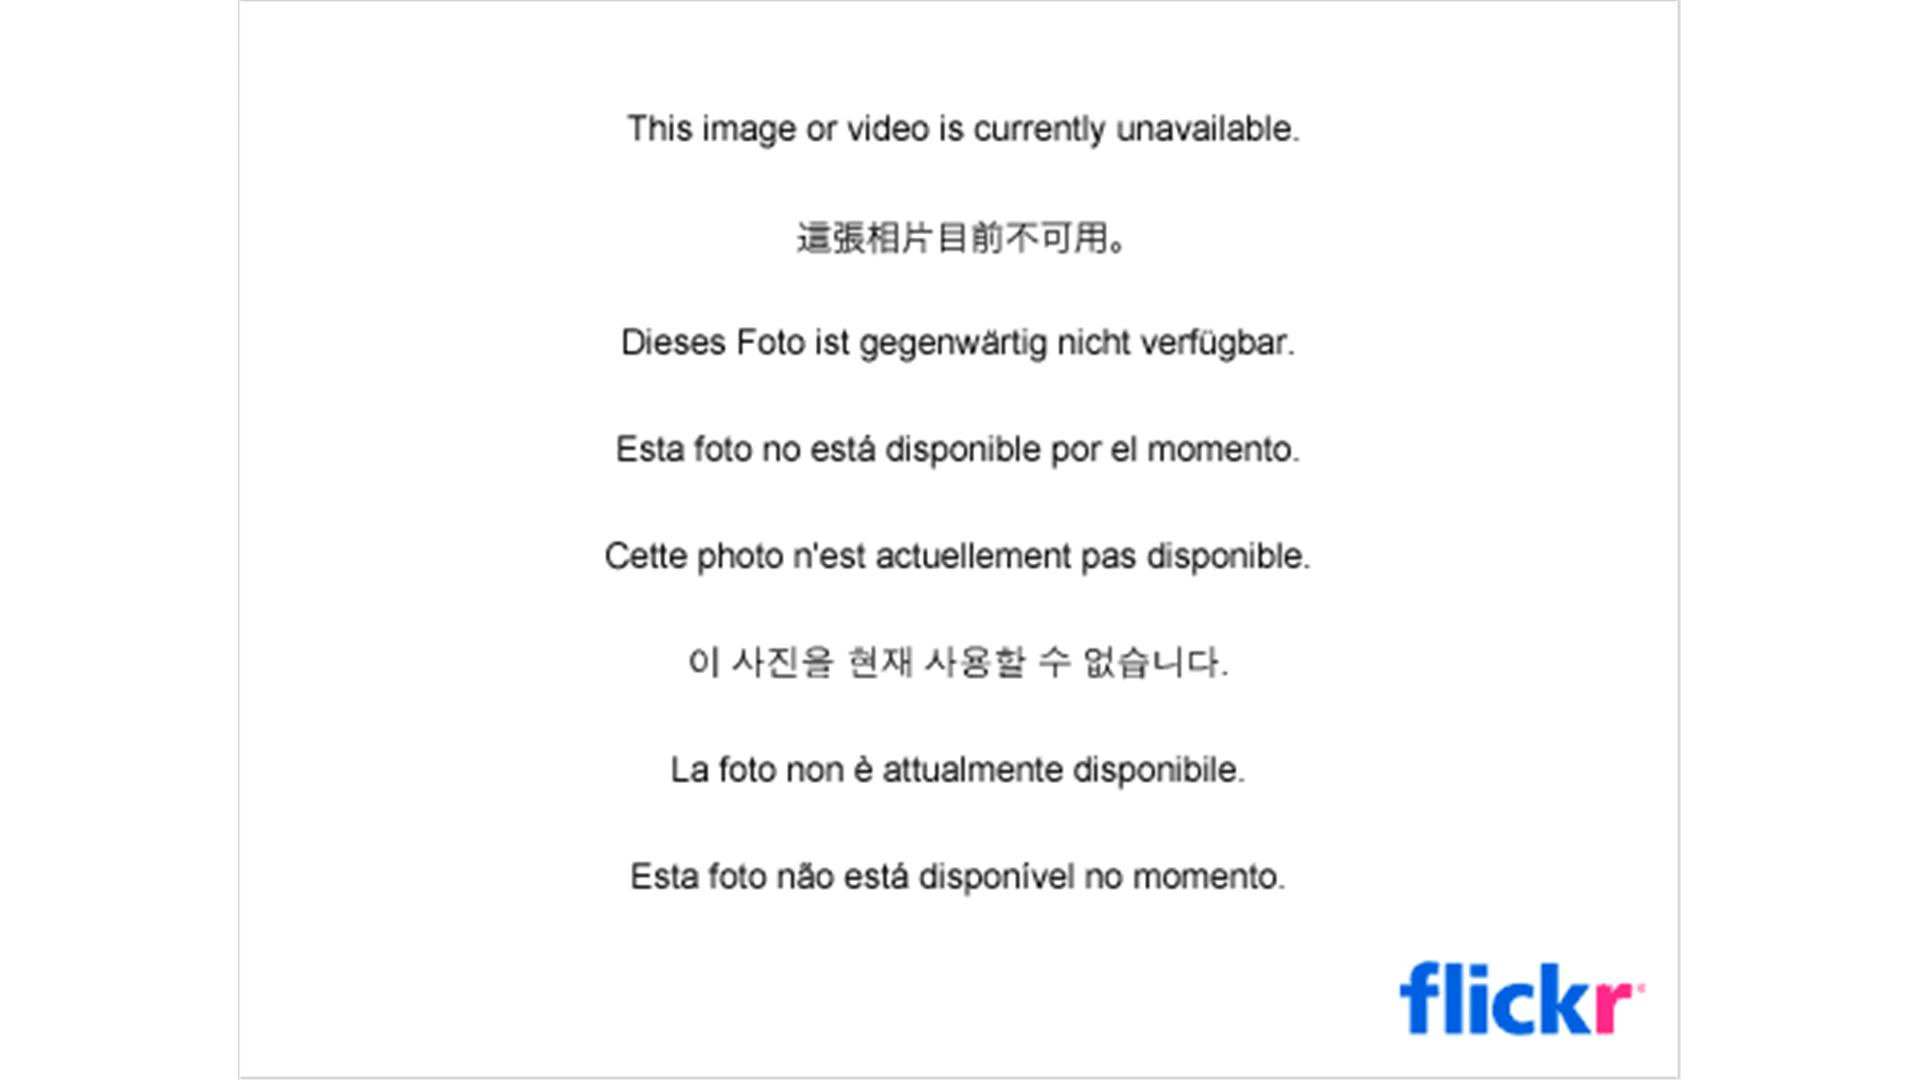 This image or video is currently unavailable.
這張相片目前不可用。
Dieses Foto ist gegenwärtig nicht verfügbar.
Esta foto no está disponible por el momento.
Cette photo n'est actuellement pas disponible.
이 사진을 현재 사용할 수 없습니다.
La foto non è attualmente disponibile.
Esta foto não está disponível no momento.
flickr